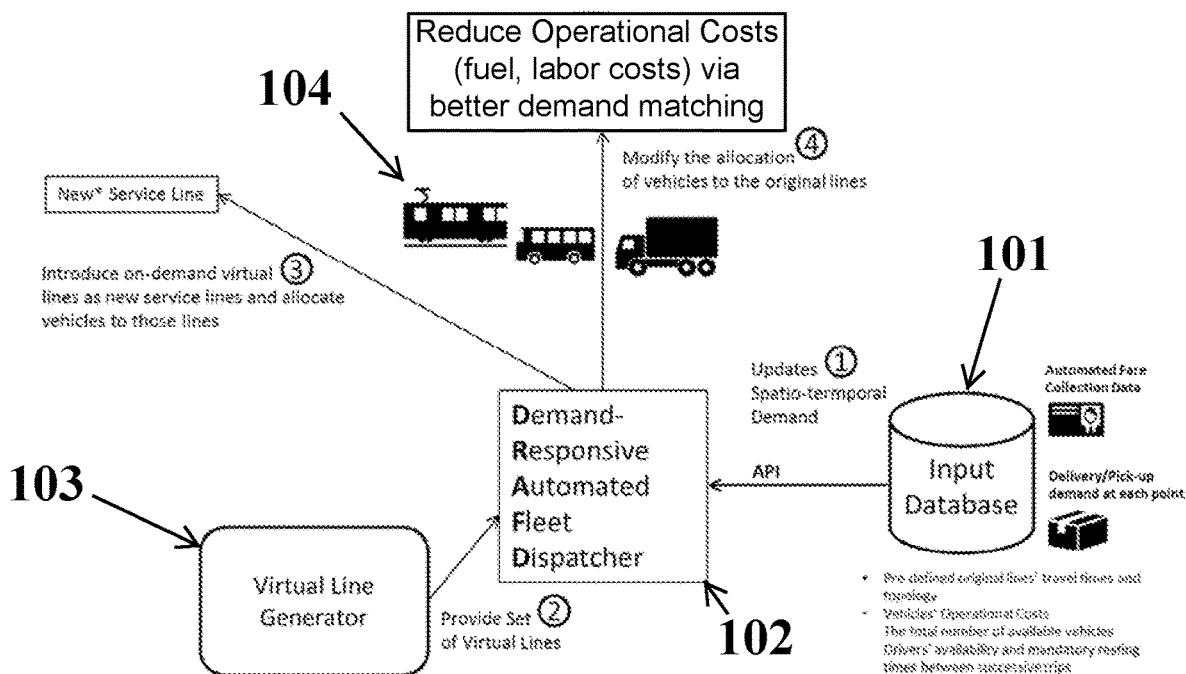 Reduce Operational Costs
(fuel, labor costs) via
better demand matching
104
Modify the allocation ④
of vehicles to the original lines
New* Service Line
Introduce on-demand virtual ③
lines as new service lines and allocate
vehicles to those lines
101
Updates ①
Spatio-termporal
Demand
Automated Fare
Collection Data
Demand-
Responsive
Automated
Fleet
Dispatcher
API
Input
Database
Delivery/Pick-up
demand at each point
103
Virtual Line
Generator
Provide Set ②
of Virtual Lines
102
• Pre-defined original lines' travel times and
topology
• Vehicles' Operational Costs
The total number of available vehicles
Drivers' availability and mandatory resting
times between successive trips